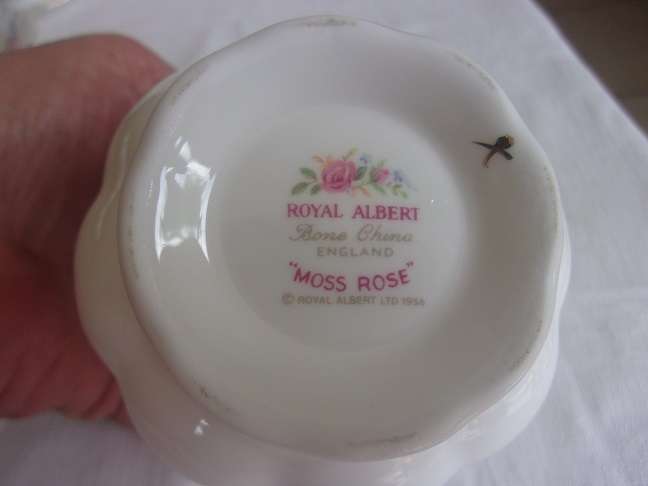 ROYAL ALBERT
Bone China
ENGLAND
"MOSS ROSE"
© ROYAL ALBERT LTD 1956